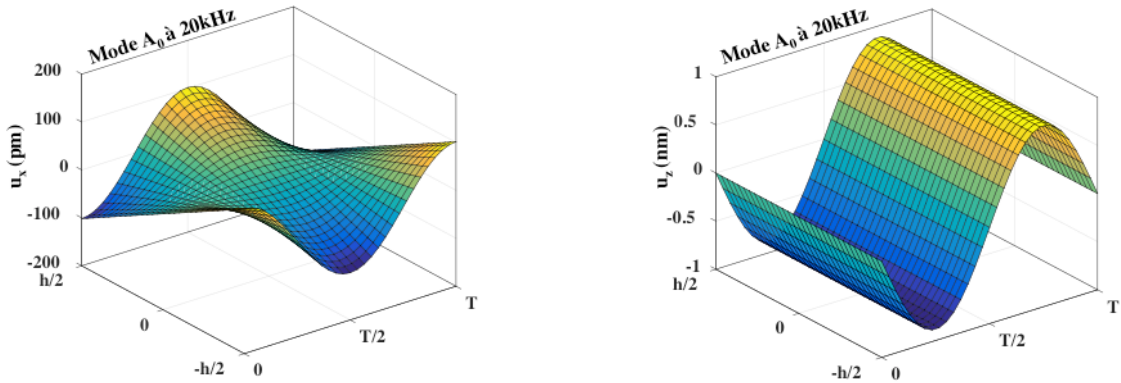 Mode A₀ à 20kHz
200
100
0
-100
-200
uₓ (pm)
h/2
0
-h/2
0
T/2
T
Mode A₀ à 20kHz
1
0.5
0
-0.5
-1
u_z (nm)
h/2
0
-h/2
0
T/2
T